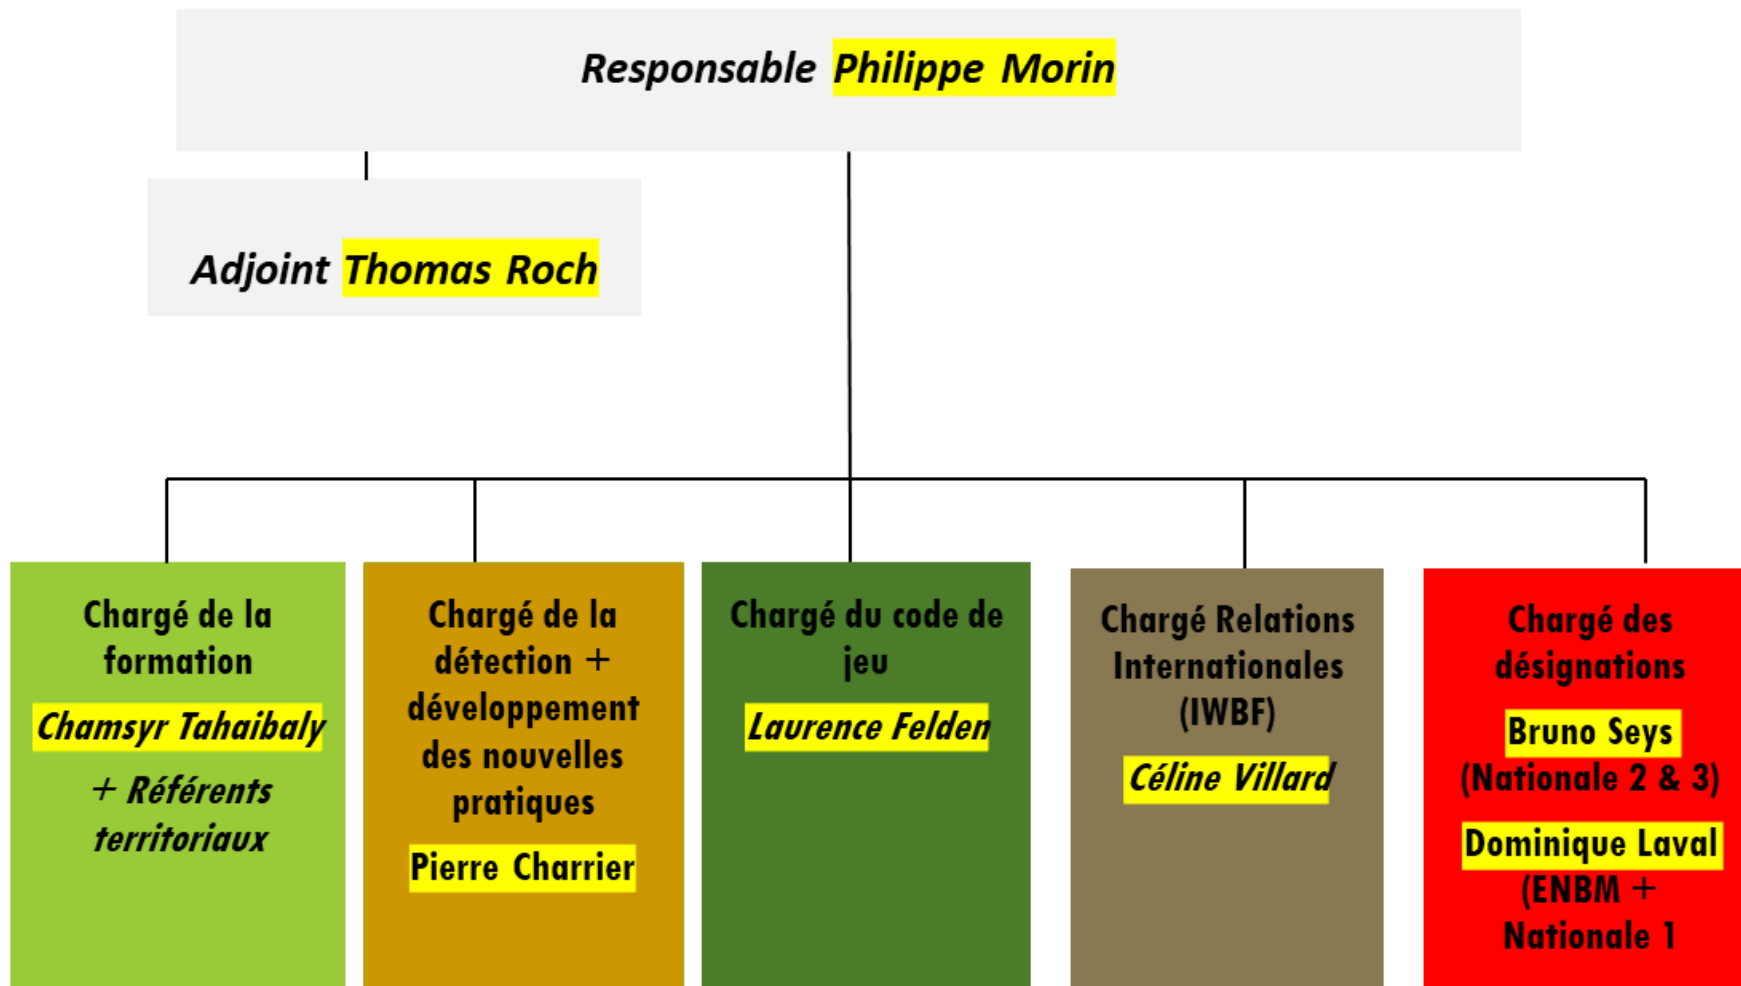 Responsable Philippe Morin
Adjoint Thomas Roch
Chargé de la
formation
Chamsyr Tahaibaly
+ Référents
territoriaux
Chargé de la
détection +
développement
des nouvelles
pratiques
Pierre Charrier
Chargé du code de
jeu
Laurence Felden
Chargé Relations
Internationales
(IWBF)
Céline Villard
Chargé des
désignations
Bruno Seys
(Nationale 2 & 3)
Dominique Laval
(ENBM +
Nationale 1